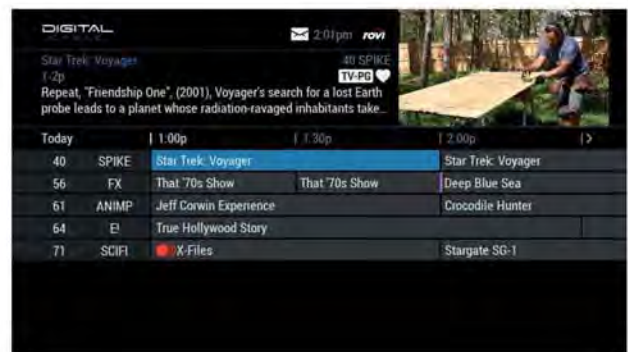 DIGITAL
2:01pm rovi
Star Trek: Voyager 40 SPIKE
1-2p TV-PG
Repeat, "Friendship One", (2001), Voyager's search for a lost Earth
probe leads to a planet whose radiation-ravaged inhabitants take...
Today 1:00p 1:30p 2:00p >
40 SPIKE Star Trek: Voyager Star Trek: Voyager
56 FX That '70s Show That '70s Show Deep Blue Sea
61 ANIMP Jeff Corwin Experience Crocodile Hunter
64 E! True Hollywood Story
71 SCIFI X-Files Stargate SG-1